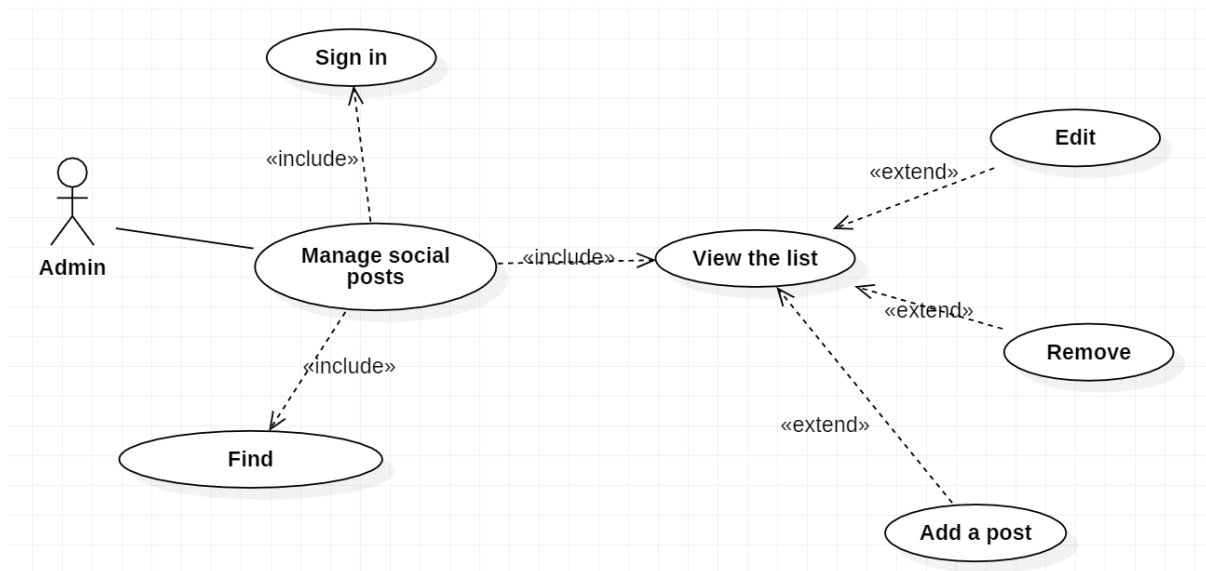 Sign in
Edit
«include»
«extend»
Manage social
posts
«include»
View the list
Admin
«extend»
Remove
«include»
«extend»
Find
Add a post